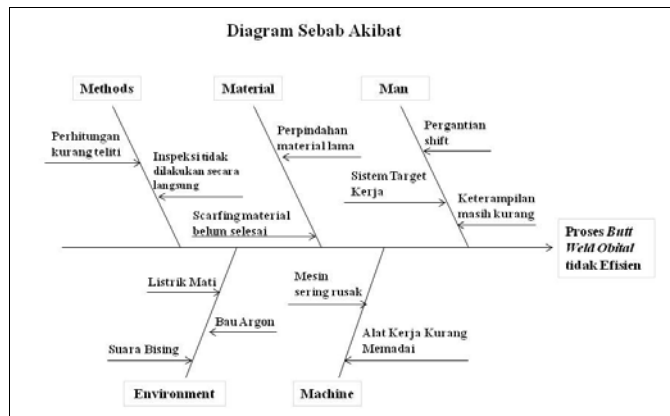 Diagram Sebab Akibat
Methods
Material
Man
Perhitungan
kurang teliti
Inspeksi tidak
dilakukan secara
langsung
Perpindahan
material lama
Scarfing material
belum selesai
Pergantian
shift
Sistem Target
Kerja
Keterampilan
masih kurang
Proses Butt
Weld Obital
tidak Efisien
Listrik Mati
Bau Argon
Suara Bising
Mesin
sering rusak
Alat Kerja Kurang
Memadai
Environment
Machine